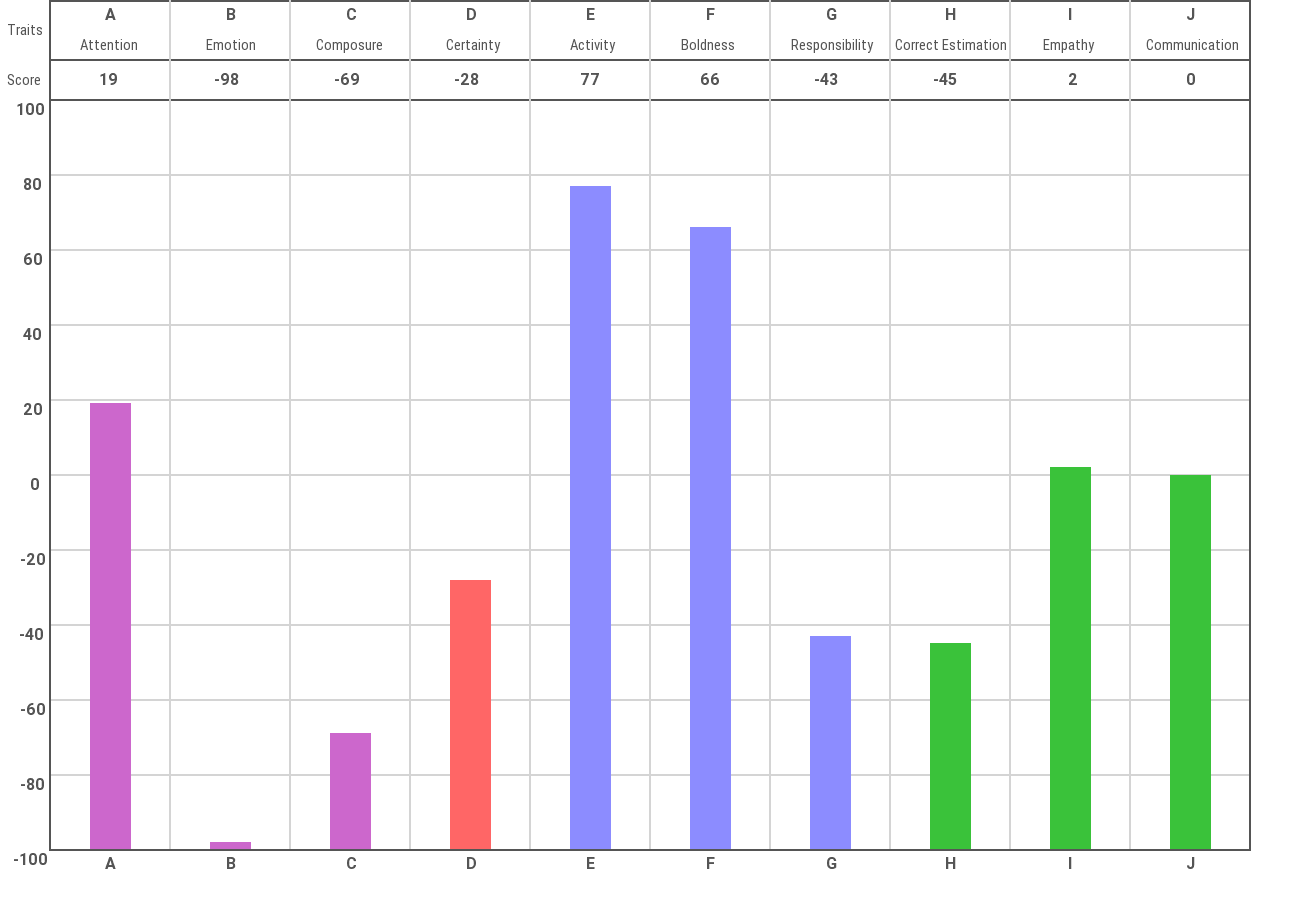 A B C D E F G H I J
Traits
Attention Emotion Composure Certainty Activity Boldness Responsibility Correct Estimation Empathy Communication
Score 19 -98 -69 -28 77 66 -43 -45 2 0
100
80
60
40
20
0
-20
-40
-60
-80
-100
A B C D E F G H I J